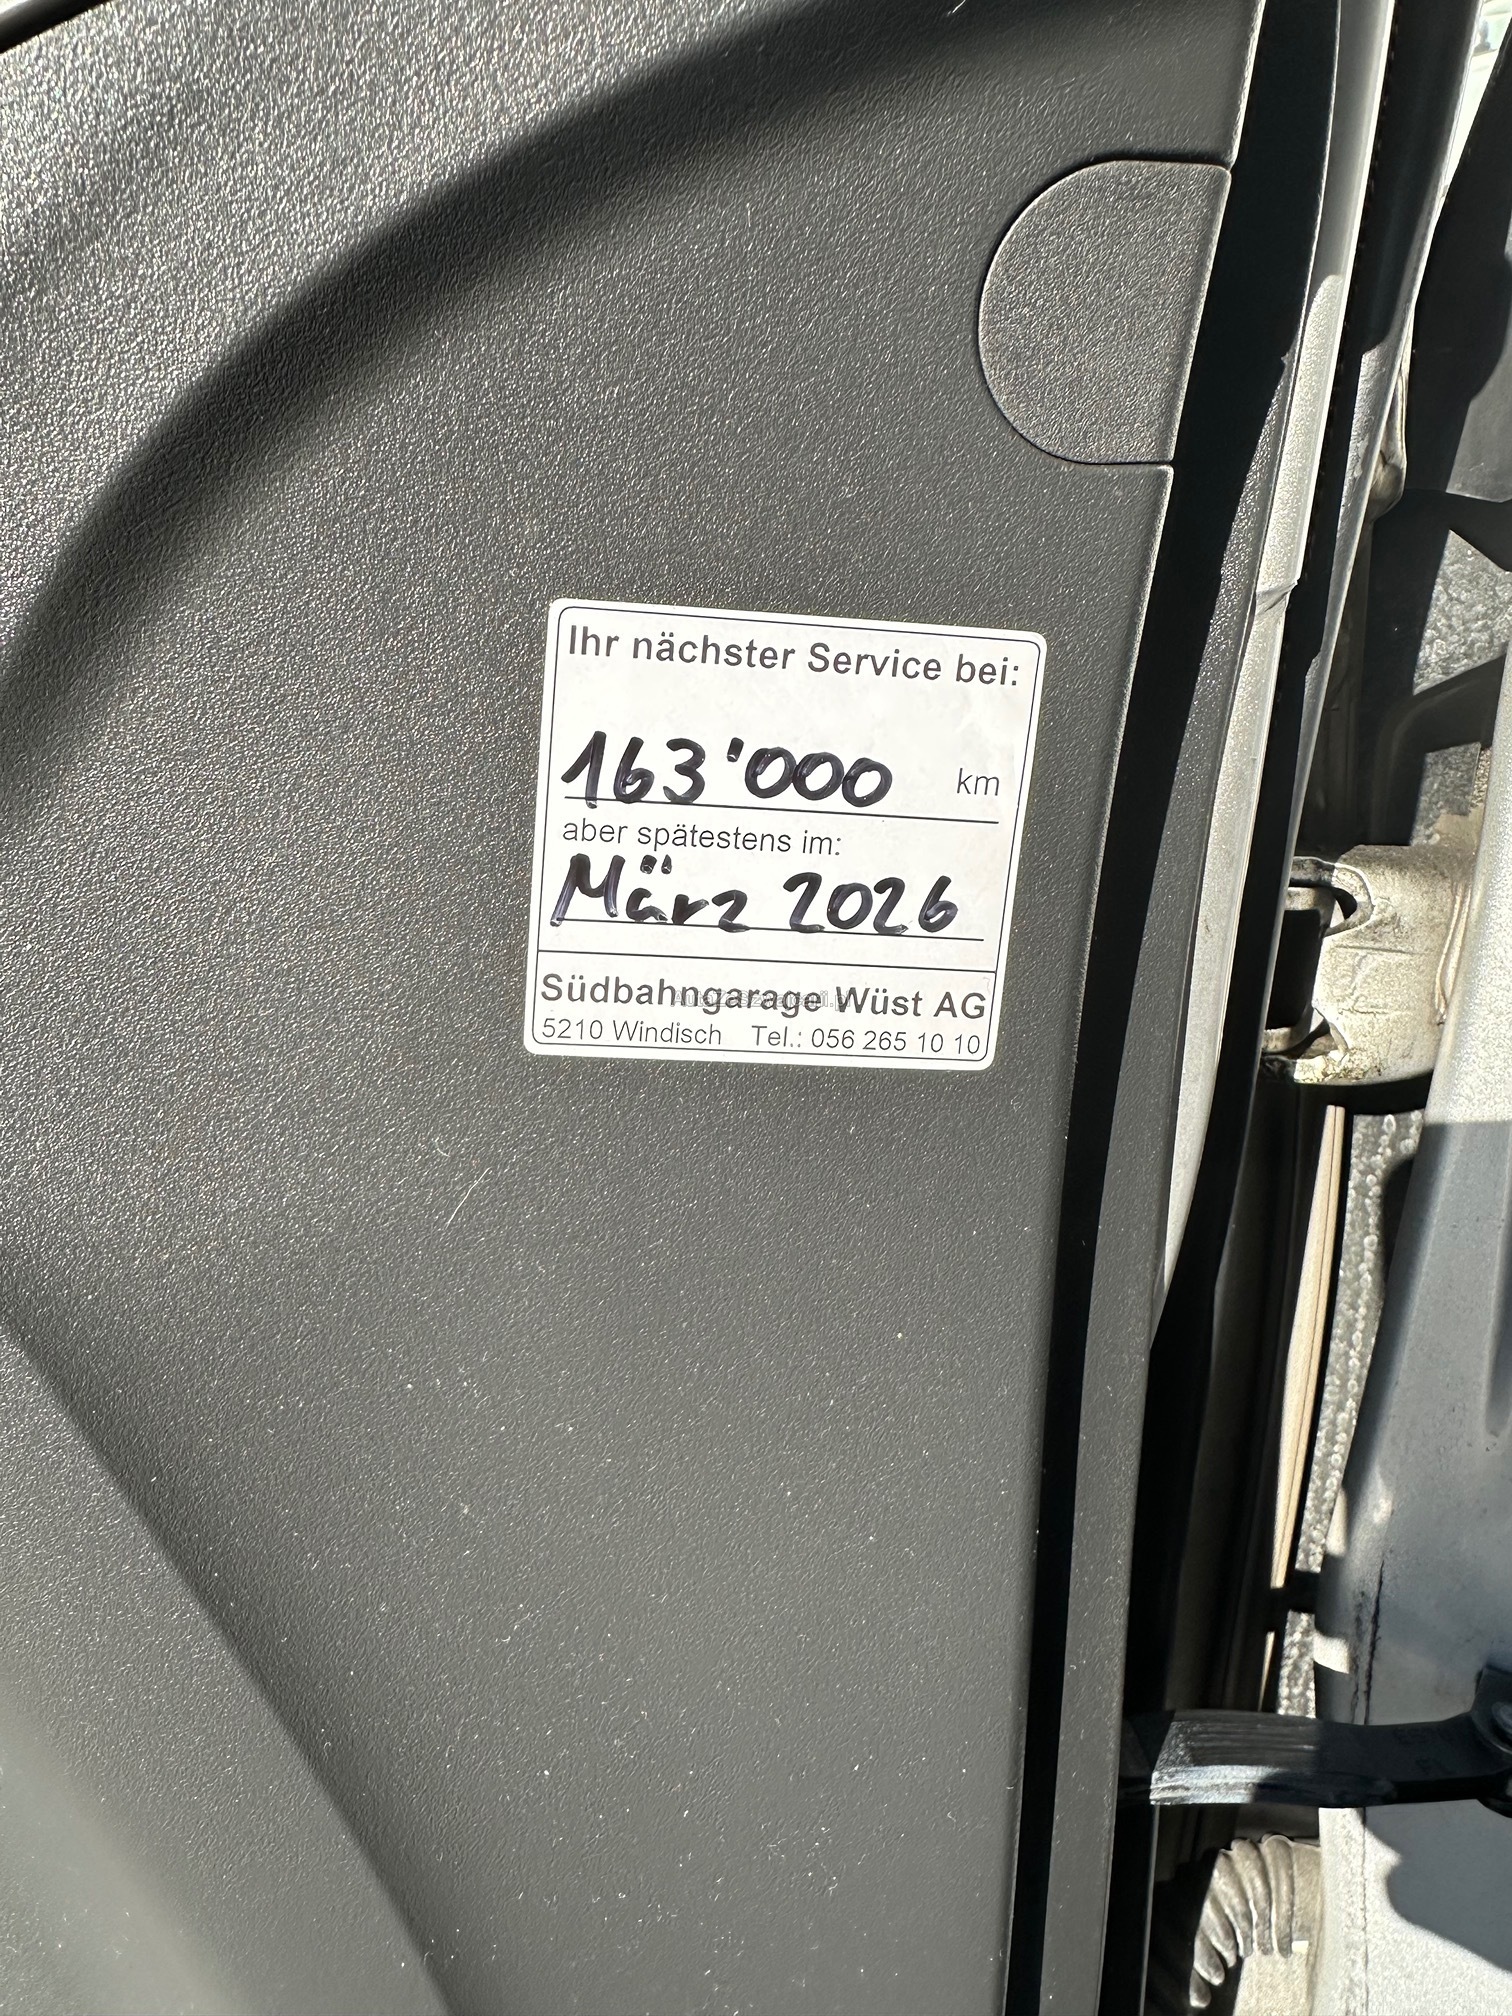 Ihr nächster Service bei:
163'000 km
aber spätestens im:
März 2026
Südbahngarage Wüst AG
5210 Windisch Tel.: 056 265 10 10